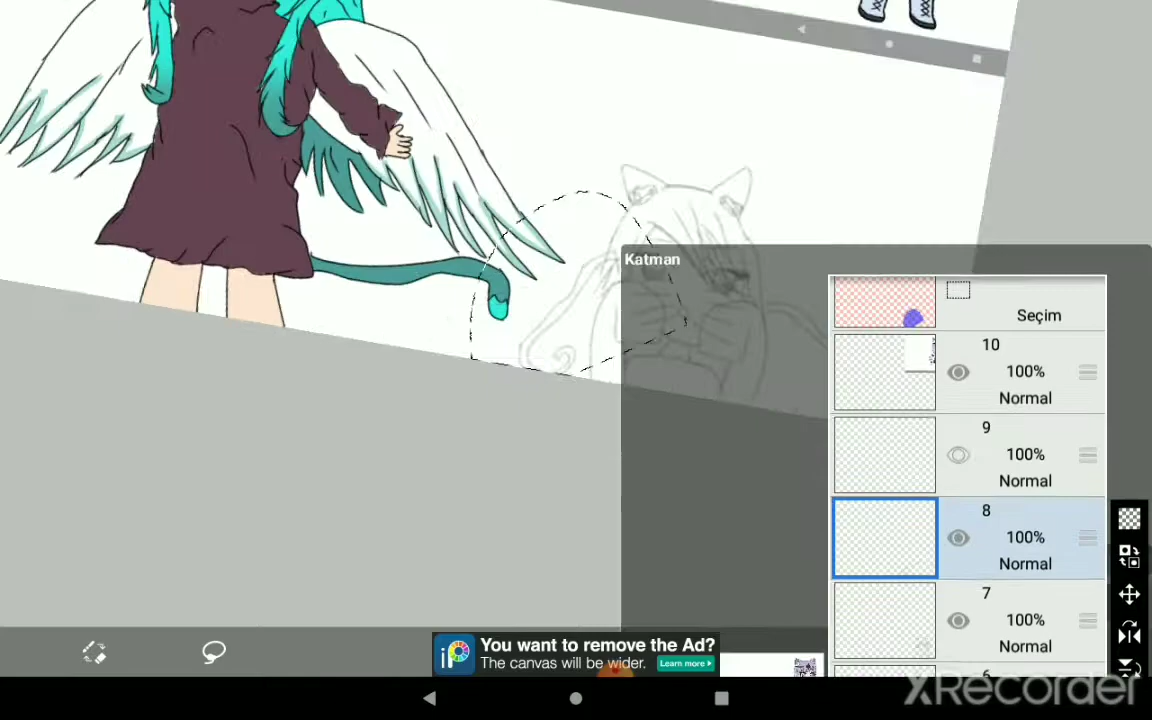 Katman
Seçim
10
100%
Normal
9
100%
Normal
8
100%
Normal
7
100%
Normal
You want to remove the Ad?
The canvas will be wider. Learn more
XRecorder